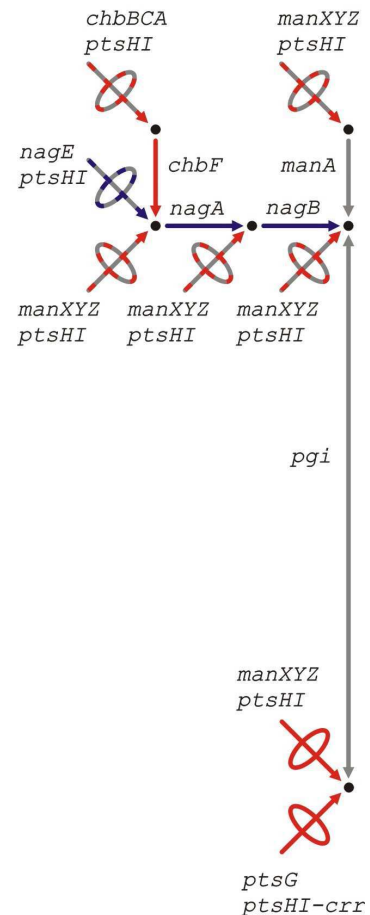 chbBCA
ptsHI
manXYZ
ptsHI
nagE
ptsHI
chbF
manA
nagA
nagB
manXYZ
ptsHI
manXYZ
ptsHI
manXYZ
ptsHI
pgi
manXYZ
ptsHI
ptsG
ptsHI-crr